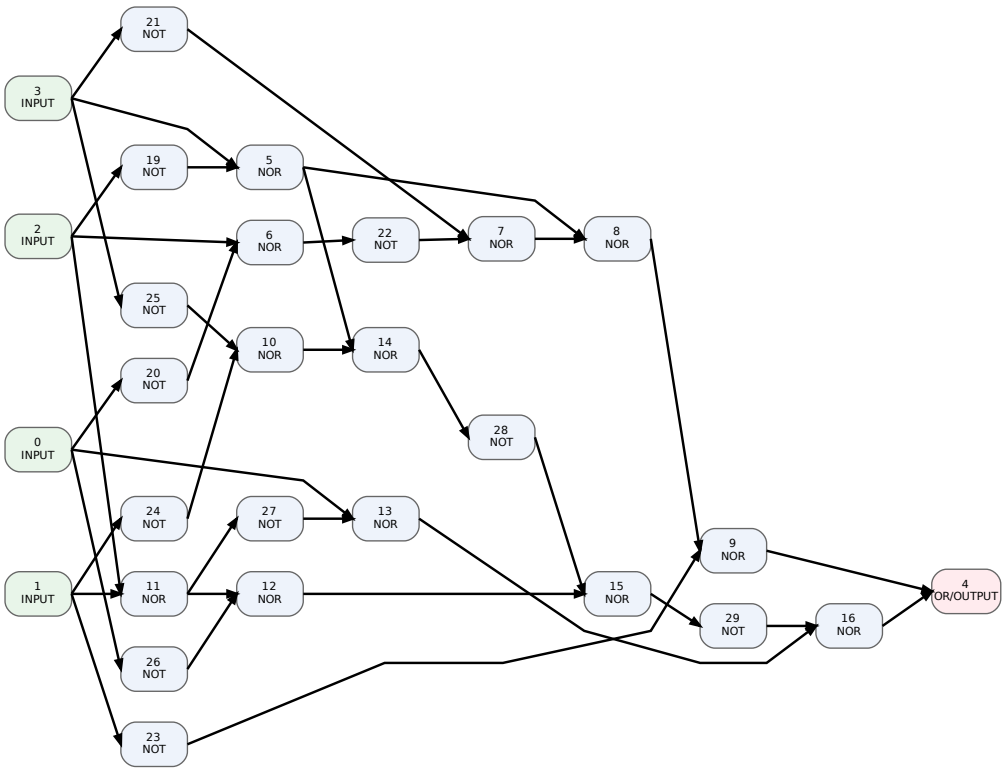 21
NOT
3
INPUT
19
NOT
5
NOR
2
INPUT
6
NOR
22
NOT
7
NOR
8
NOR
25
NOT
10
NOR
14
NOR
20
NOT
28
NOT
0
INPUT
24
NOT
27
NOT
13
NOR
9
NOR
1
INPUT
11
NOR
12
NOR
15
NOR
4
OR/OUTPUT
29
NOT
16
NOR
26
NOT
23
NOT